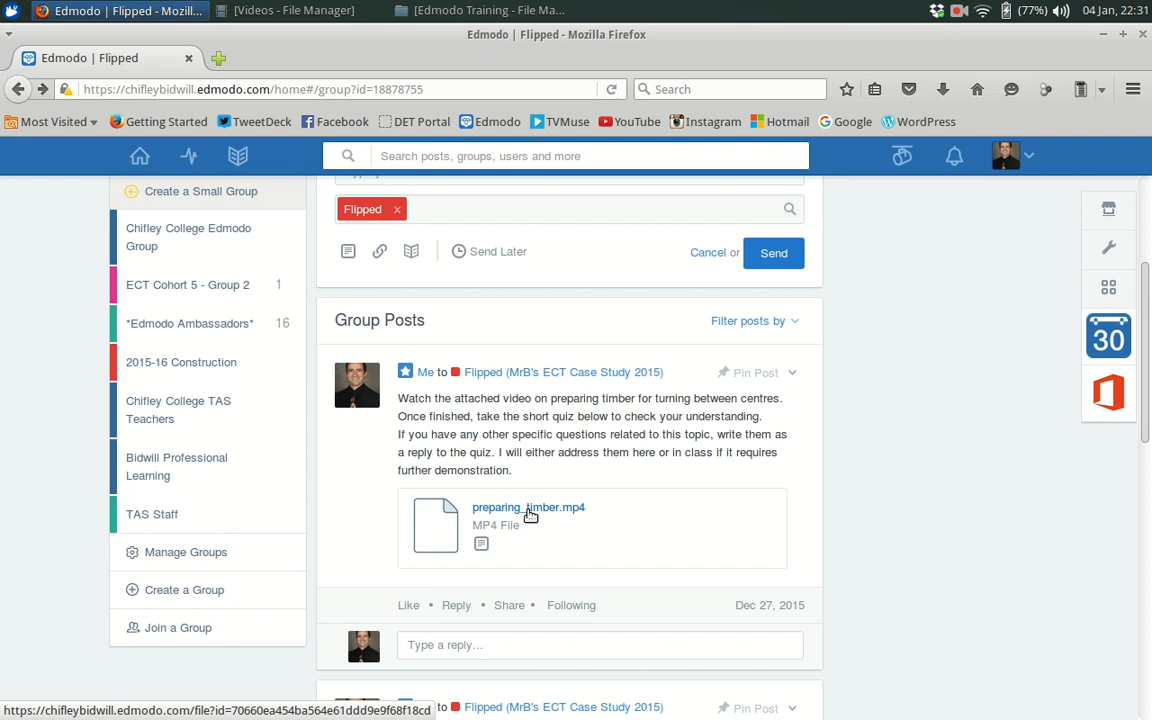 Edmodo | Flipped - Mozill...
[Videos - File Manager]
[Edmodo Training - File Ma...
(77%)
04 Jan, 22:31
Edmodo | Flipped - Mozilla Firefox
Edmodo | Flipped
https://chifleybidwill.edmodo.com/home#/group?id=18878755
Search
Most Visited
Getting Started
TweetDeck
Facebook
DET Portal
Edmodo
TVMuse
YouTube
Instagram
Hotmail
Google
WordPress
Search posts, groups, users and more
Create a Small Group
Chifley College Edmodo
Group
ECT Cohort 5 - Group 2 1
*Edmodo Ambassadors* 16
2015-16 Construction
Chifley College TAS
Teachers
Bidwill Professional
Learning
TAS Staff
Manage Groups
Create a Group
Join a Group
Flipped x
Send Later
Cancel or Send
30
Group Posts
Filter posts by
Me to Flipped (MrB's ECT Case Study 2015)
Pin Post
Watch the attached video on preparing timber for turning between centres.
Once finished, take the short quiz below to check your understanding.
If you have any other specific questions related to this topic, write them as
a reply to the quiz. I will either address them here or in class if it requires
further demonstration.
preparing_timber.mp4
MP4 File
Like • Reply • Share • Following
Dec 27, 2015
Type a reply...
to Flipped (MrB's ECT Case Study 2015)
Pin Post
https://chifleybidwill.edmodo.com/file?id=70660ea454ba564e61ddd9e9f68f18cd